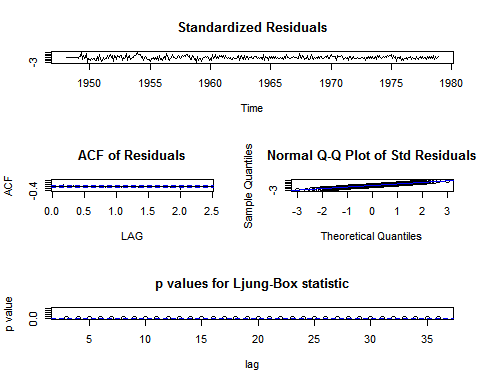 Standardized Residuals
-3
1950 1955 1960 1965 1970 1975 1980
Time
ACF of Residuals
ACF
-0.4
0.0 0.5 1.0 1.5 2.0 2.5
LAG
Normal Q-Q Plot of Std Residuals
Sample Quantiles
-3
-3 -2 -1 0 1 2 3
Theoretical Quantiles
p values for Ljung-Box statistic
p value
0.0
5 10 15 20 25 30 35
lag